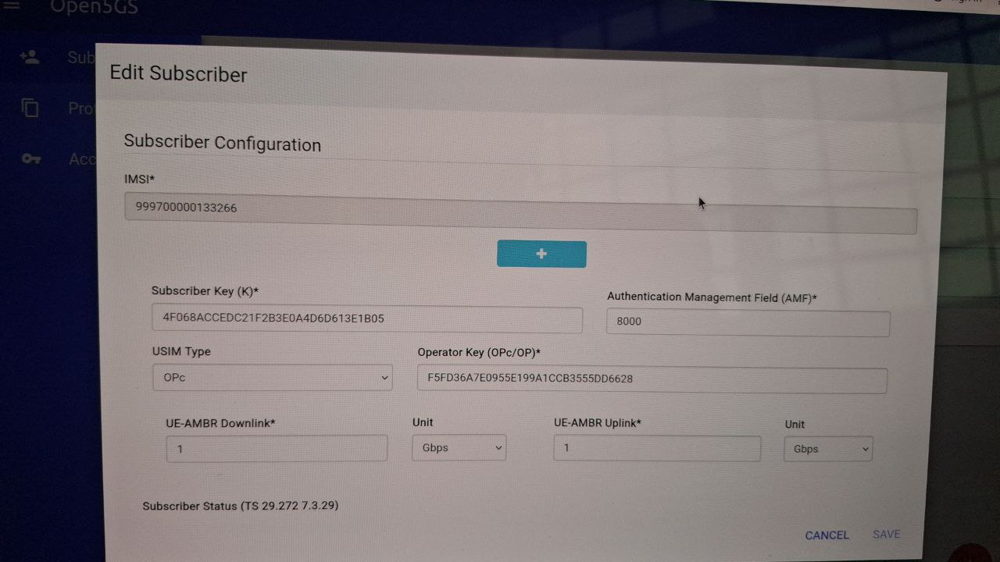 Open5GS
Sub
Edit Subscriber
Pro
Subscriber Configuration
Acc
IMSI*
999700000133266
+
Subscriber Key (K)*
Authentication Management Field (AMF)*
4F068ACCEDC21F2B3E0A4D6D613E1B05
8000
USIM Type
Operator Key (OPc/OP)*
OPc
F5FD36A7E0955E199A1CCB3555DD6628
UE-AMBR Downlink*
Unit
UE-AMBR Uplink*
Unit
1
Gbps
1
Gbps
Subscriber Status (TS 29.272 7.3.29)
CANCEL
SAVE